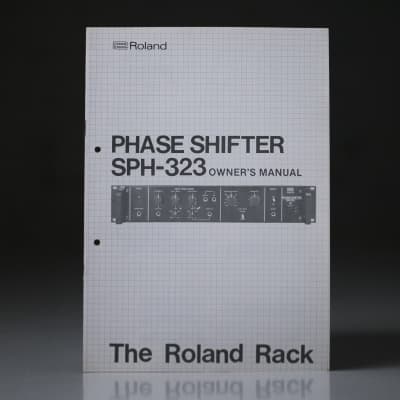 Roland
PHASE SHIFTER
SPH-323 OWNER'S MANUAL
The Roland Rack